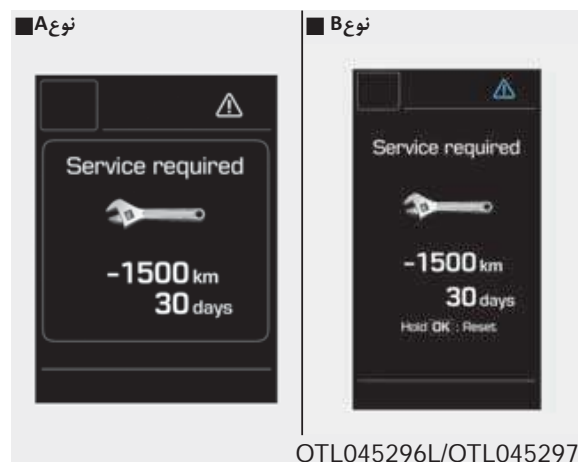 ■ نوعA
Service required
-1500 km
30 days
■ نوعB
Service required
-1500 km
30 days
Hold OK : Reset
OTL045296L/OTL045297